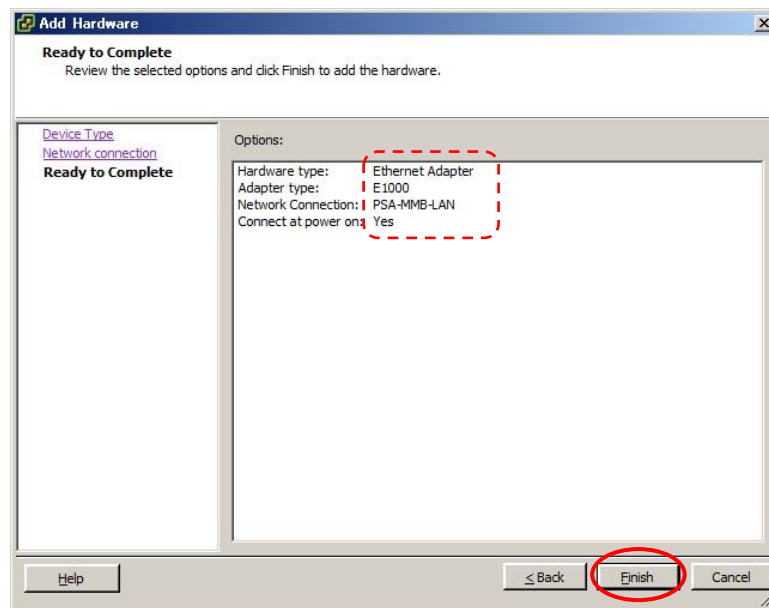 Add Hardware
Ready to Complete
Review the selected options and click Finish to add the hardware.
Device Type
Network connection
Ready to Complete
Options:
Hardware type: Ethernet Adapter
Adapter type: E1000
Network Connection: PSA-MMB-LAN
Connect at power on: Yes
Help
< Back
Finish
Cancel